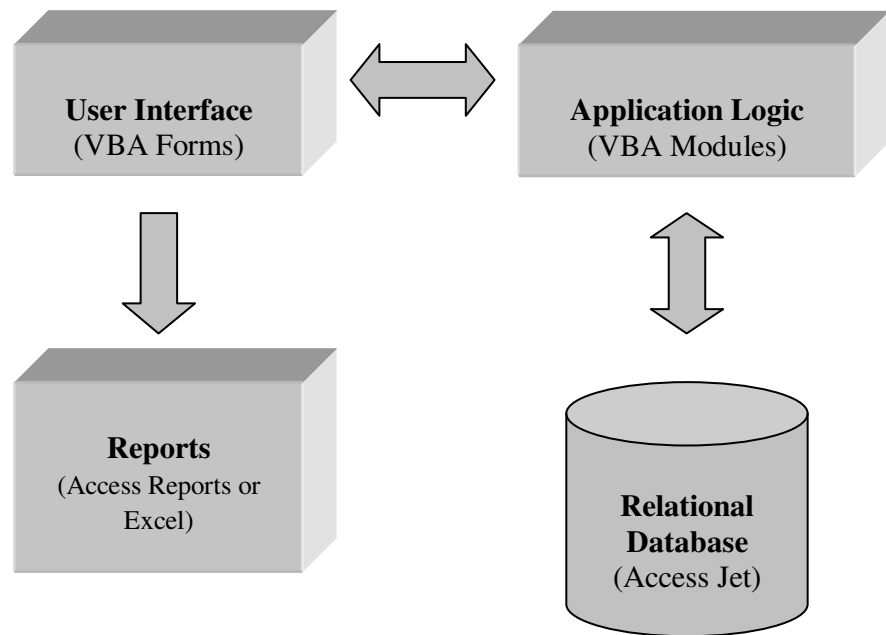 User Interface
(VBA Forms)
Application Logic
(VBA Modules)
Reports
(Access Reports or
Excel)
Relational
Database
(Access Jet)